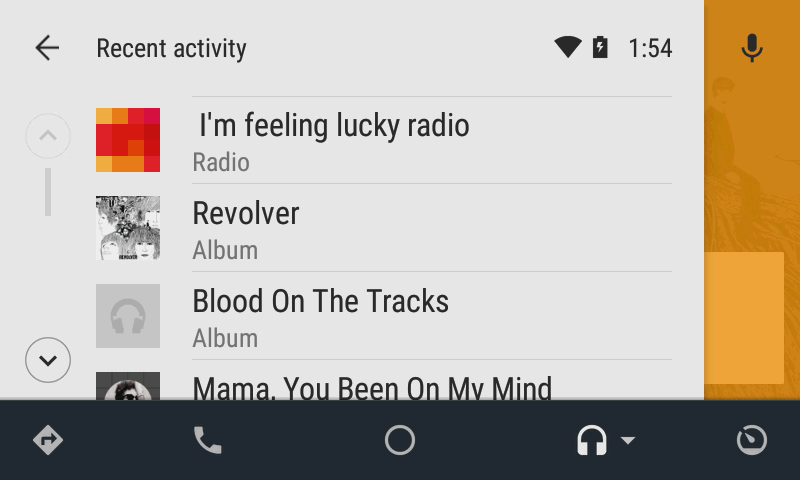 Recent activity
1:54
I'm feeling lucky radio
Radio
Revolver
Album
REVOLVER
Blood On The Tracks
Album
Mama, You Been On My Mind